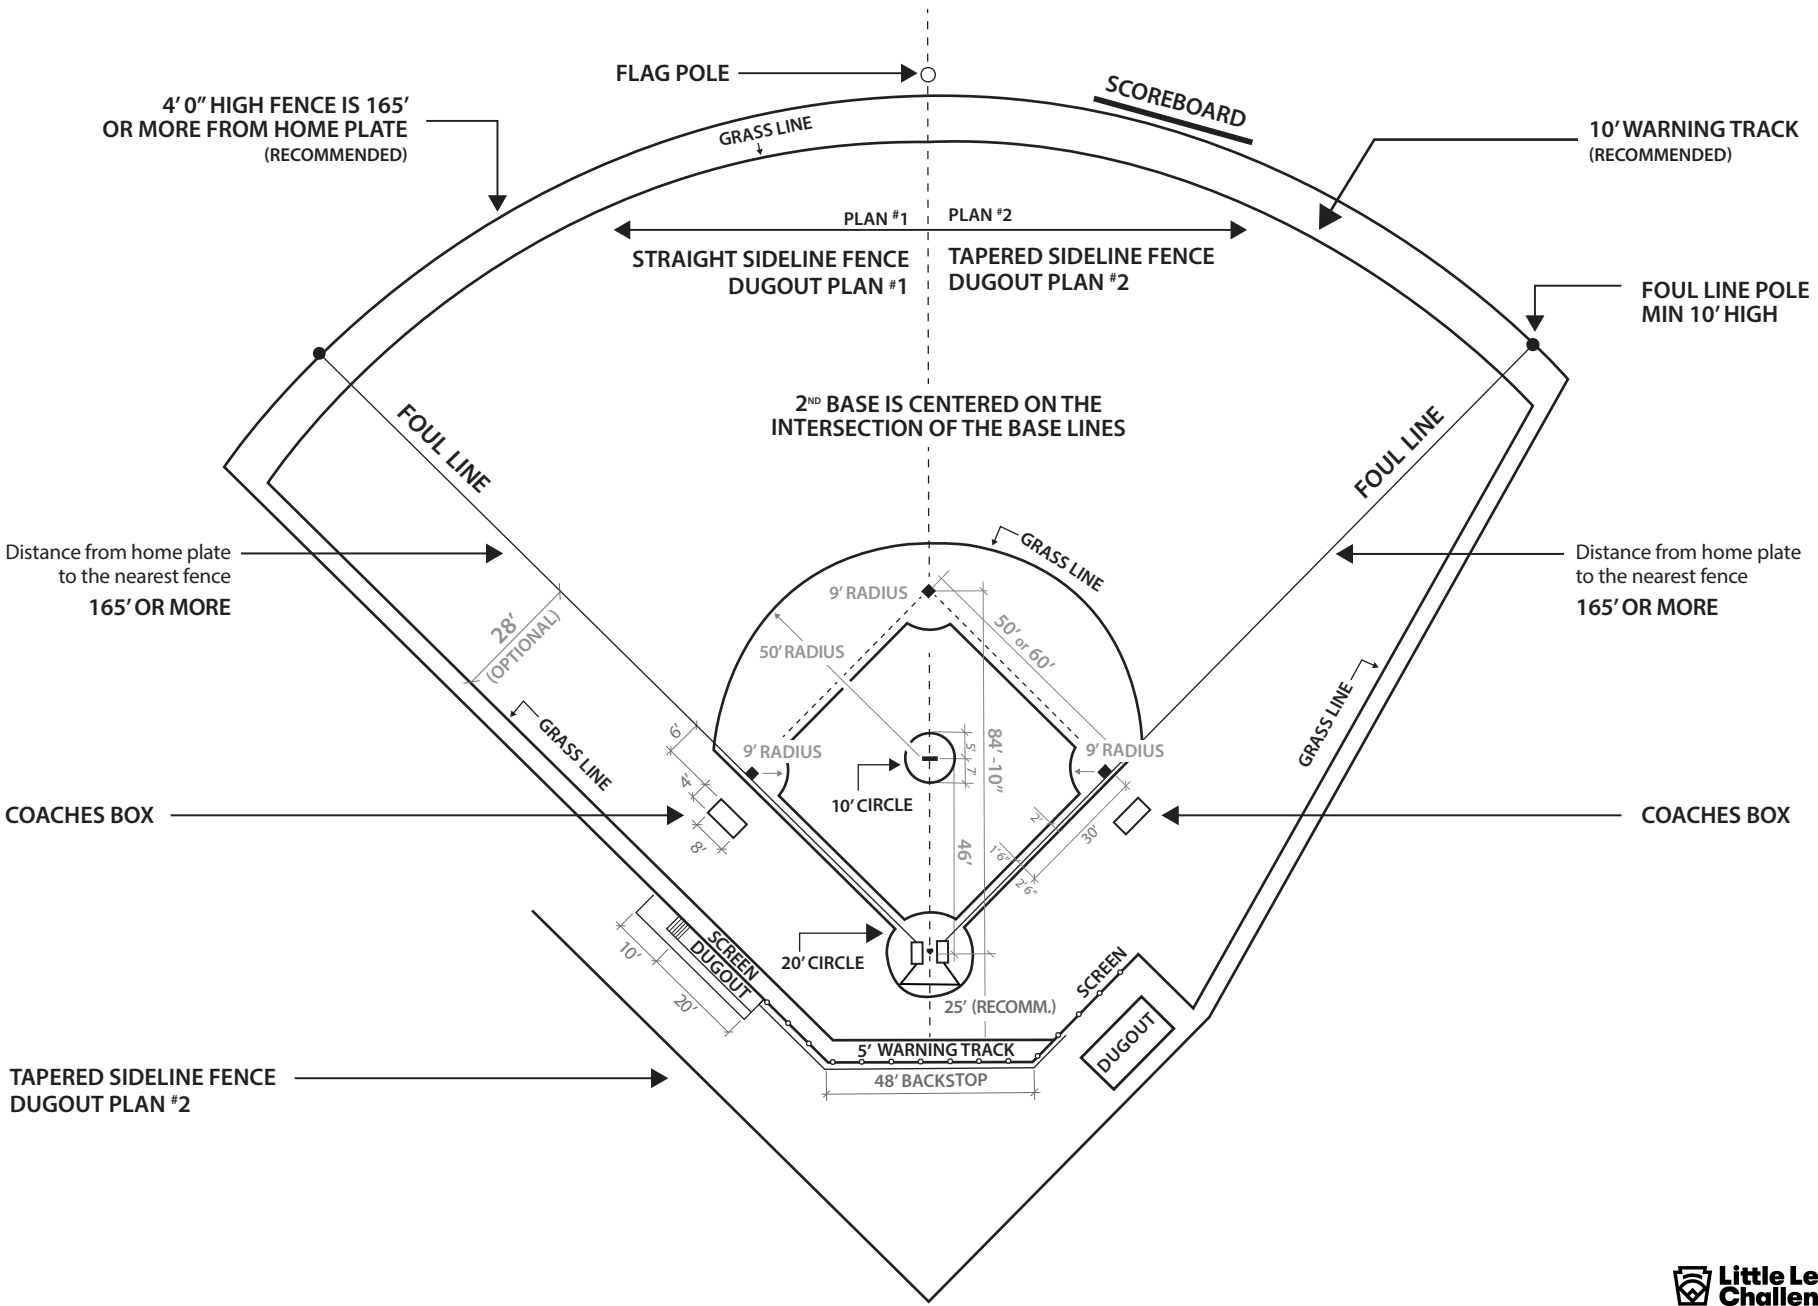 FLAG POLE
SCOREBOARD
4' 0" HIGH FENCE IS 165'
OR MORE FROM HOME PLATE
(RECOMMENDED)
GRASS LINE
10' WARNING TRACK
(RECOMMENDED)
PLAN #1
PLAN #2
STRAIGHT SIDELINE FENCE
DUGOUT PLAN #1
TAPERED SIDELINE FENCE
DUGOUT PLAN #2
FOUL LINE POLE
MIN 10' HIGH
2ND BASE IS CENTERED ON THE
INTERSECTION OF THE BASE LINES
FOUL LINE
FOUL LINE
Distance from home plate
to the nearest fence
165' OR MORE
GRASS LINE
Distance from home plate
to the nearest fence
165' OR MORE
28'
(OPTIONAL)
9' RADIUS
50' or 60'
50' RADIUS
GRASS LINE
GRASS LINE
6'
9' RADIUS
9' RADIUS
5'
7'
84' -10"
4'
10' CIRCLE
COACHES BOX
COACHES BOX
8'
46'
2'
30'
1'6"
2' 6"
SCREEN
DUGOUT
10'
20'
20' CIRCLE
SCREEN
25' (RECOMM.)
DUGOUT
5' WARNING TRACK
48' BACKSTOP
TAPERED SIDELINE FENCE
DUGOUT PLAN #2
Little Le
Challen